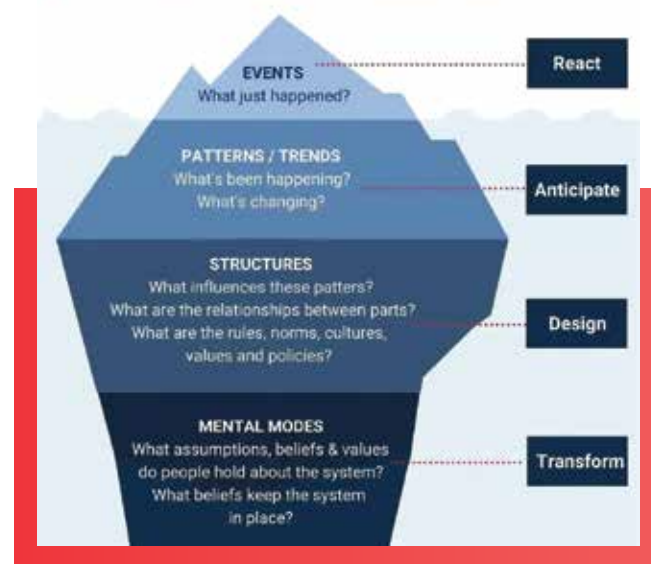 EVENTS
What just happened?
React
PATTERNS / TRENDS
What's been happening?
What's changing?
Anticipate
STRUCTURES
What influences these patters?
What are the relationships between parts?
What are the rules, norms, cultures,
values and policies?
Design
MENTAL MODES
What assumptions, beliefs & values
do people hold about the system?
What beliefs keep the system
in place?
Transform